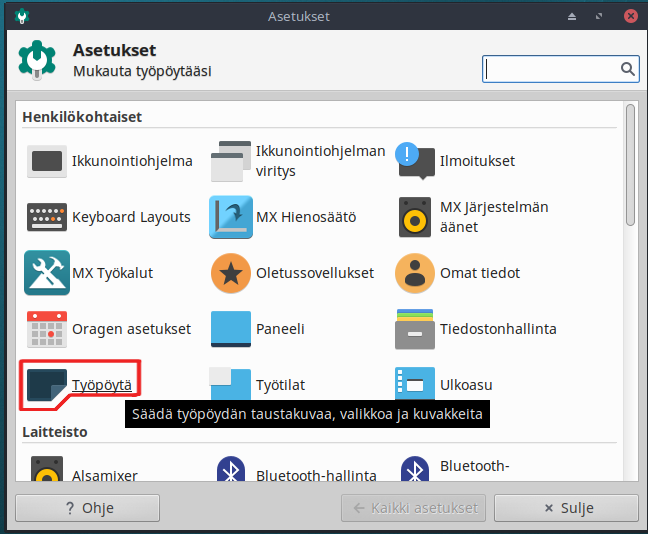 Asetukset
Asetukset
Mukauta työpöytääsi
Henkilökohtaiset
Ikkunointiohjelma
Ikkunointiohjelman
viritys
Ilmoitukset
Keyboard Layouts
MX Hienosäätö
MX Järjestelmän
äänet
MX Työkalut
Oletussovellukset
Omat tiedot
Oragen asetukset
Paneeli
Tiedostonhallinta
Työpöytä
Työtilat
Ulkoasu
Säädä työpöydän taustakuvaa, valikkoa ja kuvakkeita
Laitteisto
Alsamixer
Bluetooth-hallinta
Bluetooth-
? Ohje
← Kaikki asetukset
× Sulje